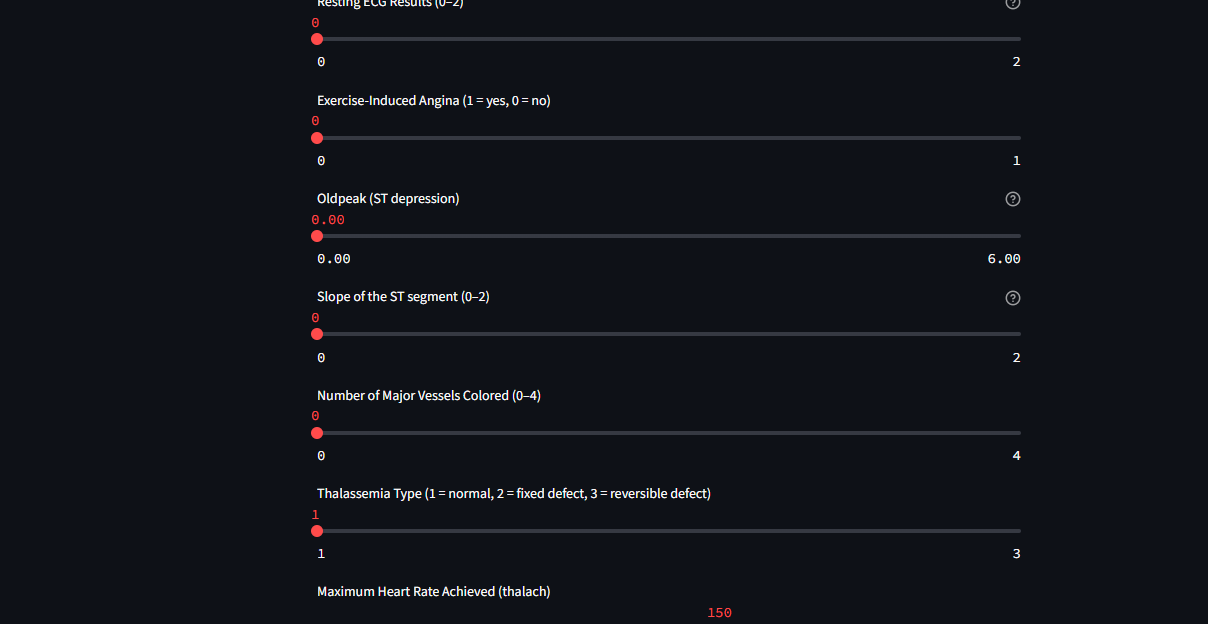 Resting ECG Results (0–2)
0
0 2
Exercise-Induced Angina (1 = yes, 0 = no)
0
0 1
Oldpeak (ST depression)
0.00
0.00 6.00
Slope of the ST segment (0–2)
0
0 2
Number of Major Vessels Colored (0–4)
0
0 4
Thalassemia Type (1 = normal, 2 = fixed defect, 3 = reversible defect)
1
1 3
Maximum Heart Rate Achieved (thalach)
150